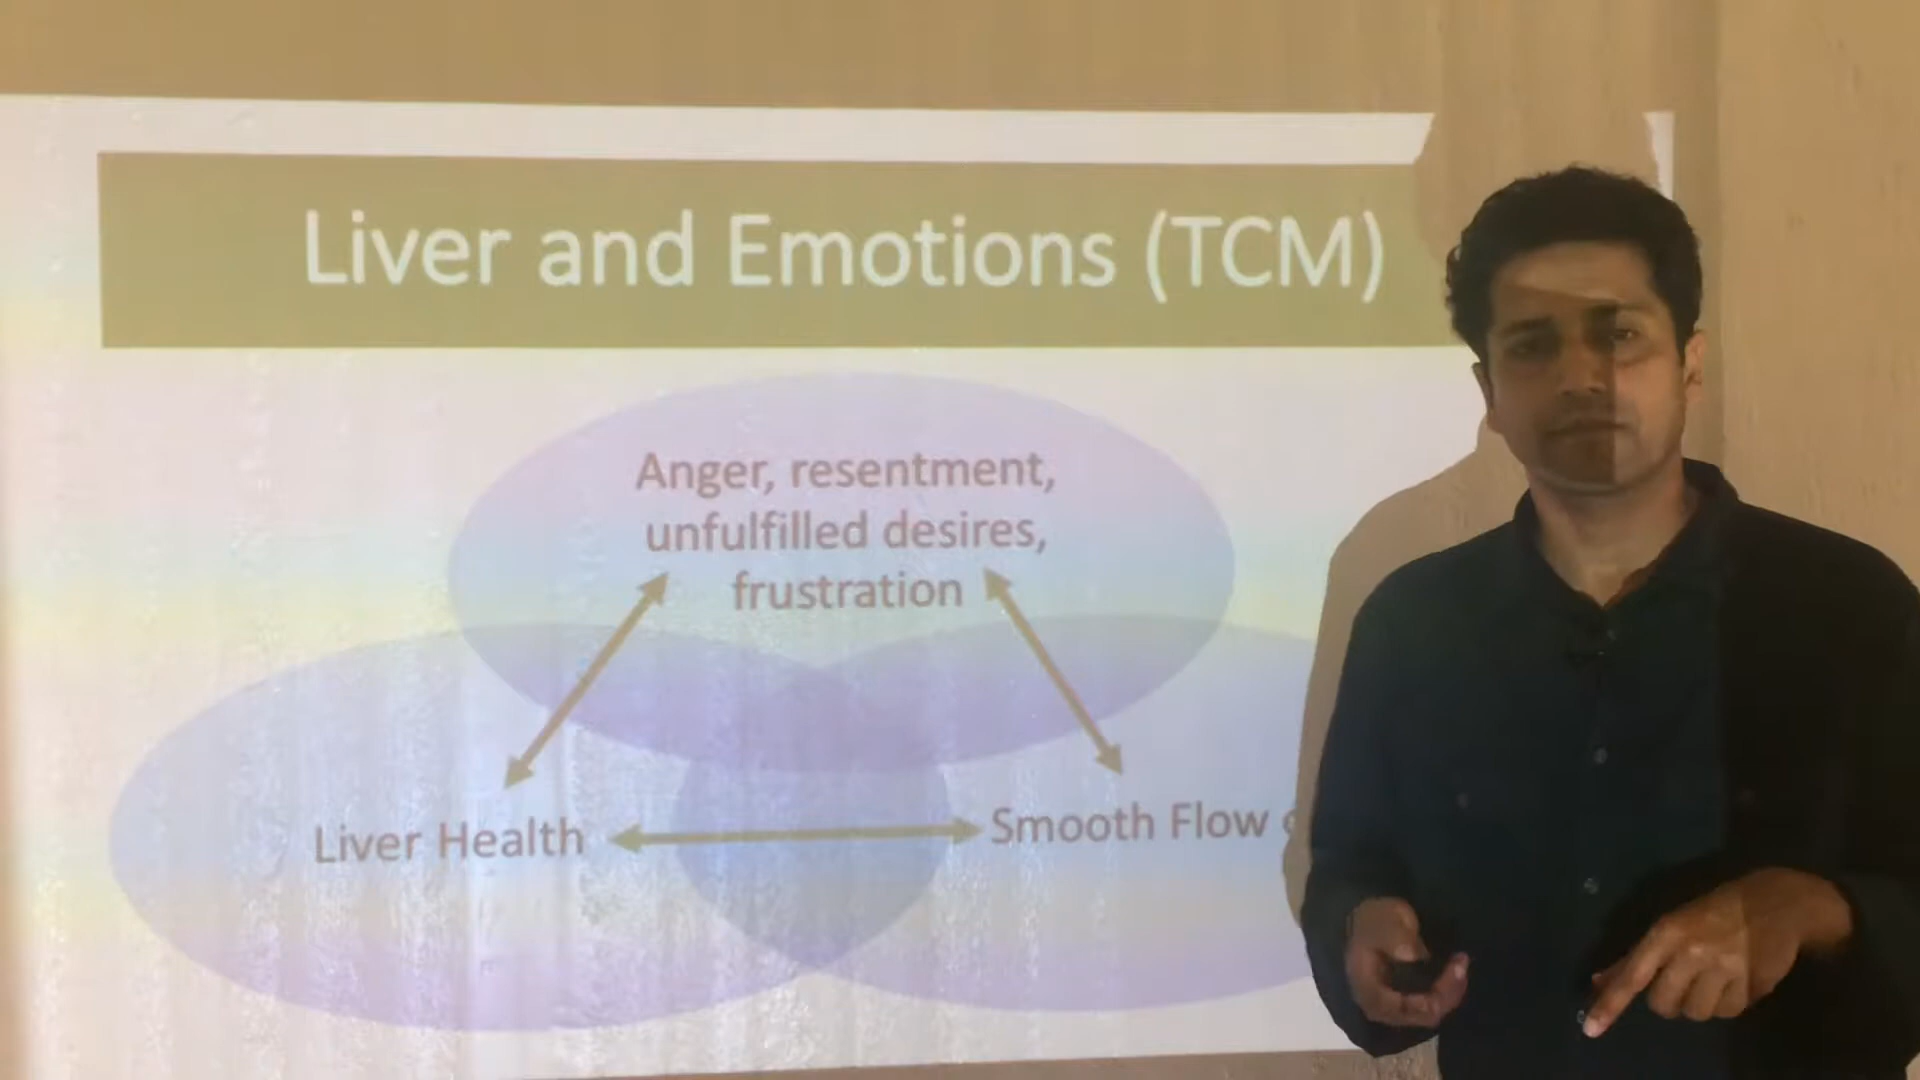 Liver and Emotions (TCM)
Anger, resentment,
unfulfilled desires,
frustration
Liver Health
Smooth Flow